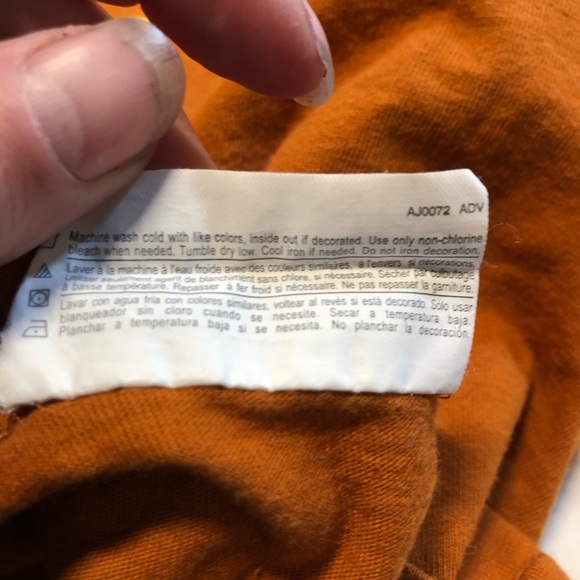 AJ0072 ADV
Machine wash cold with like colors, inside out if decorated. Use only non-chlorine
bleach when needed. Tumble dry low. Cool iron if needed. Do not iron decoration.
Laver à la machine à l'eau froide avec des couleurs similaires, à l'envers si décorations.
Utiliser seulement de blanchiment sans chlore, si nécessaire. Sécher par culbutage
à basse température. Repasser à fer froid si nécessaire. Ne pas repasser la garniture.
Lavar con agua fría con colores similares, voltear al revés si está decorado. Sólo usar
blanqueador sin cloro cuando se necesite. Secar a temperatura baja.
Planchar a temperatura baja si se necesita. No planchar la decoración.